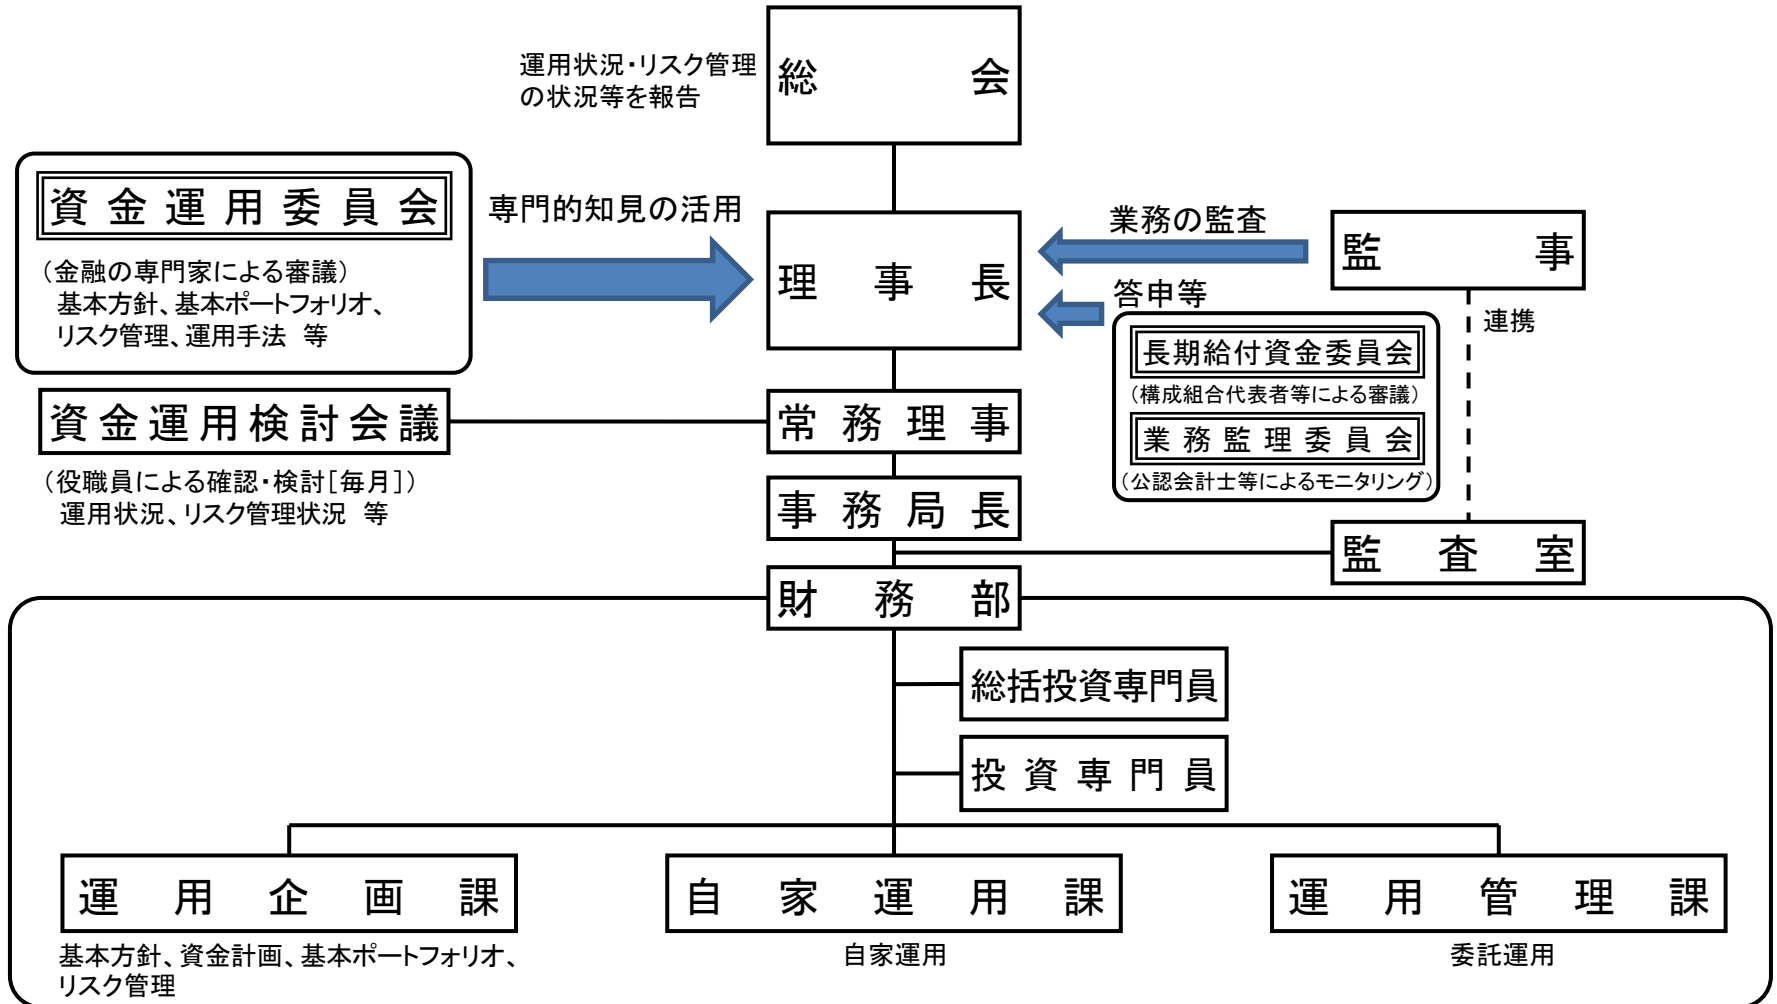 運用状況・リスク管理
の状況等を報告
総会
資金運用委員会
(金融の専門家による審議)
基本方針、基本ポートフォリオ、
リスク管理、運用手法 等
専門的知見の活用
理事長
業務の監査
監事
答申等
連携
長期給付資金委員会
(構成組合代表者等による審議)
業務監理委員会
(公認会計士等によるモニタリング)
資金運用検討会議
(役職員による確認・検討[毎月])
運用状況、リスク管理状況 等
常務理事
事務局長
監査室
財務部
総括投資専門員
投資専門員
運用企画課
基本方針、資金計画、基本ポートフォリオ、
リスク管理
自家運用課
自家運用
運用管理課
委託運用